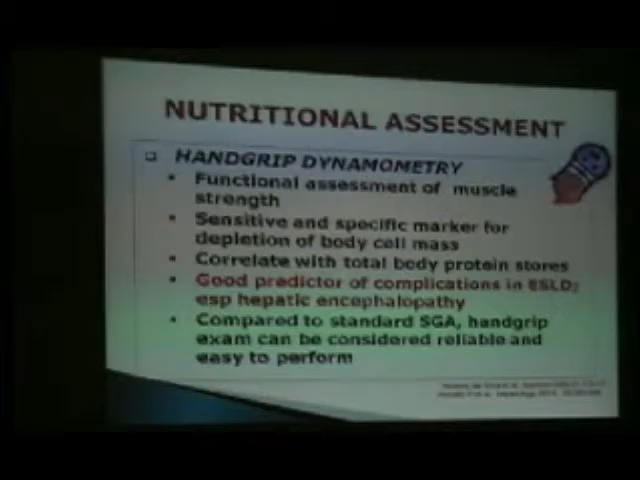 NUTRITIONAL ASSESSMENT
❑ HANDGRIP DYNAMOMETRY
• Functional assessment of muscle
strength
• Sensitive and specific marker for
depletion of body cell mass
• Correlate with total body protein stores
• Good predictor of complications in ESLD;
esp hepatic encephalopathy
• Compared to standard SGA, handgrip
exam can be considered reliable and
easy to perform